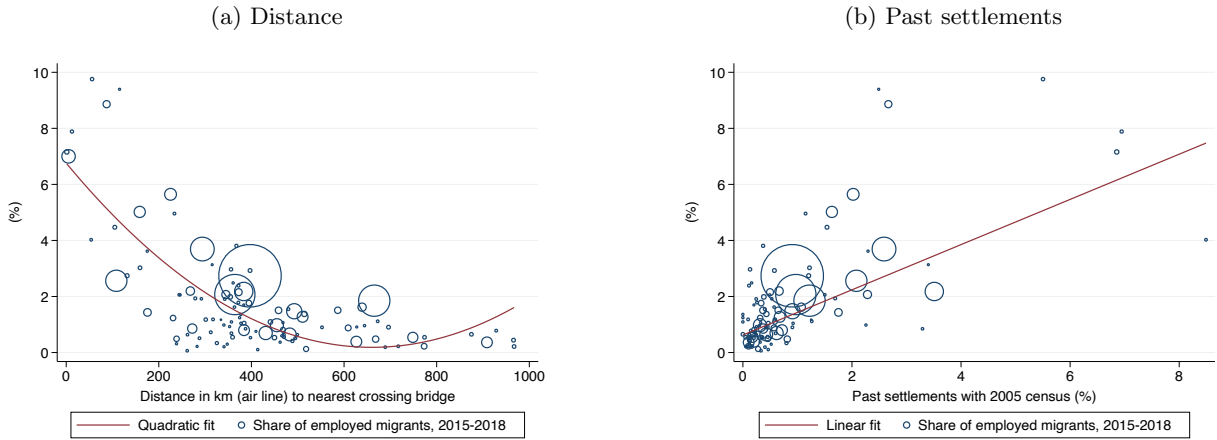 (a) Distance
10
8
6
4
2
0
(%)
0 200 400 600 800 1000
Distance in km (air line) to nearest crossing bridge
Quadratic fit Share of employed migrants, 2015-2018
(b) Past settlements
10
8
6
4
2
0
(%)
0 2 4 6 8
Past settlements with 2005 census (%)
Linear fit Share of employed migrants, 2015-2018